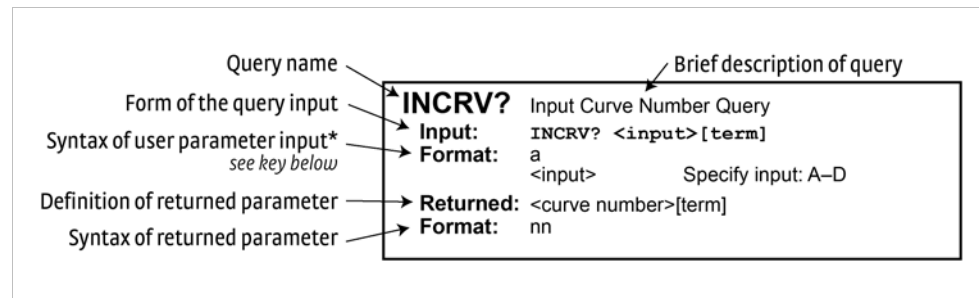 Query name
Brief description of query
Form of the query input
Syntax of user parameter input*
see key below
Definition of returned parameter
Syntax of returned parameter
INCRV? Input Curve Number Query
Input: INCRV? <input>[term]
Format: a
<input> Specify input: A–D
Returned: <curve number>[term]
Format: nn